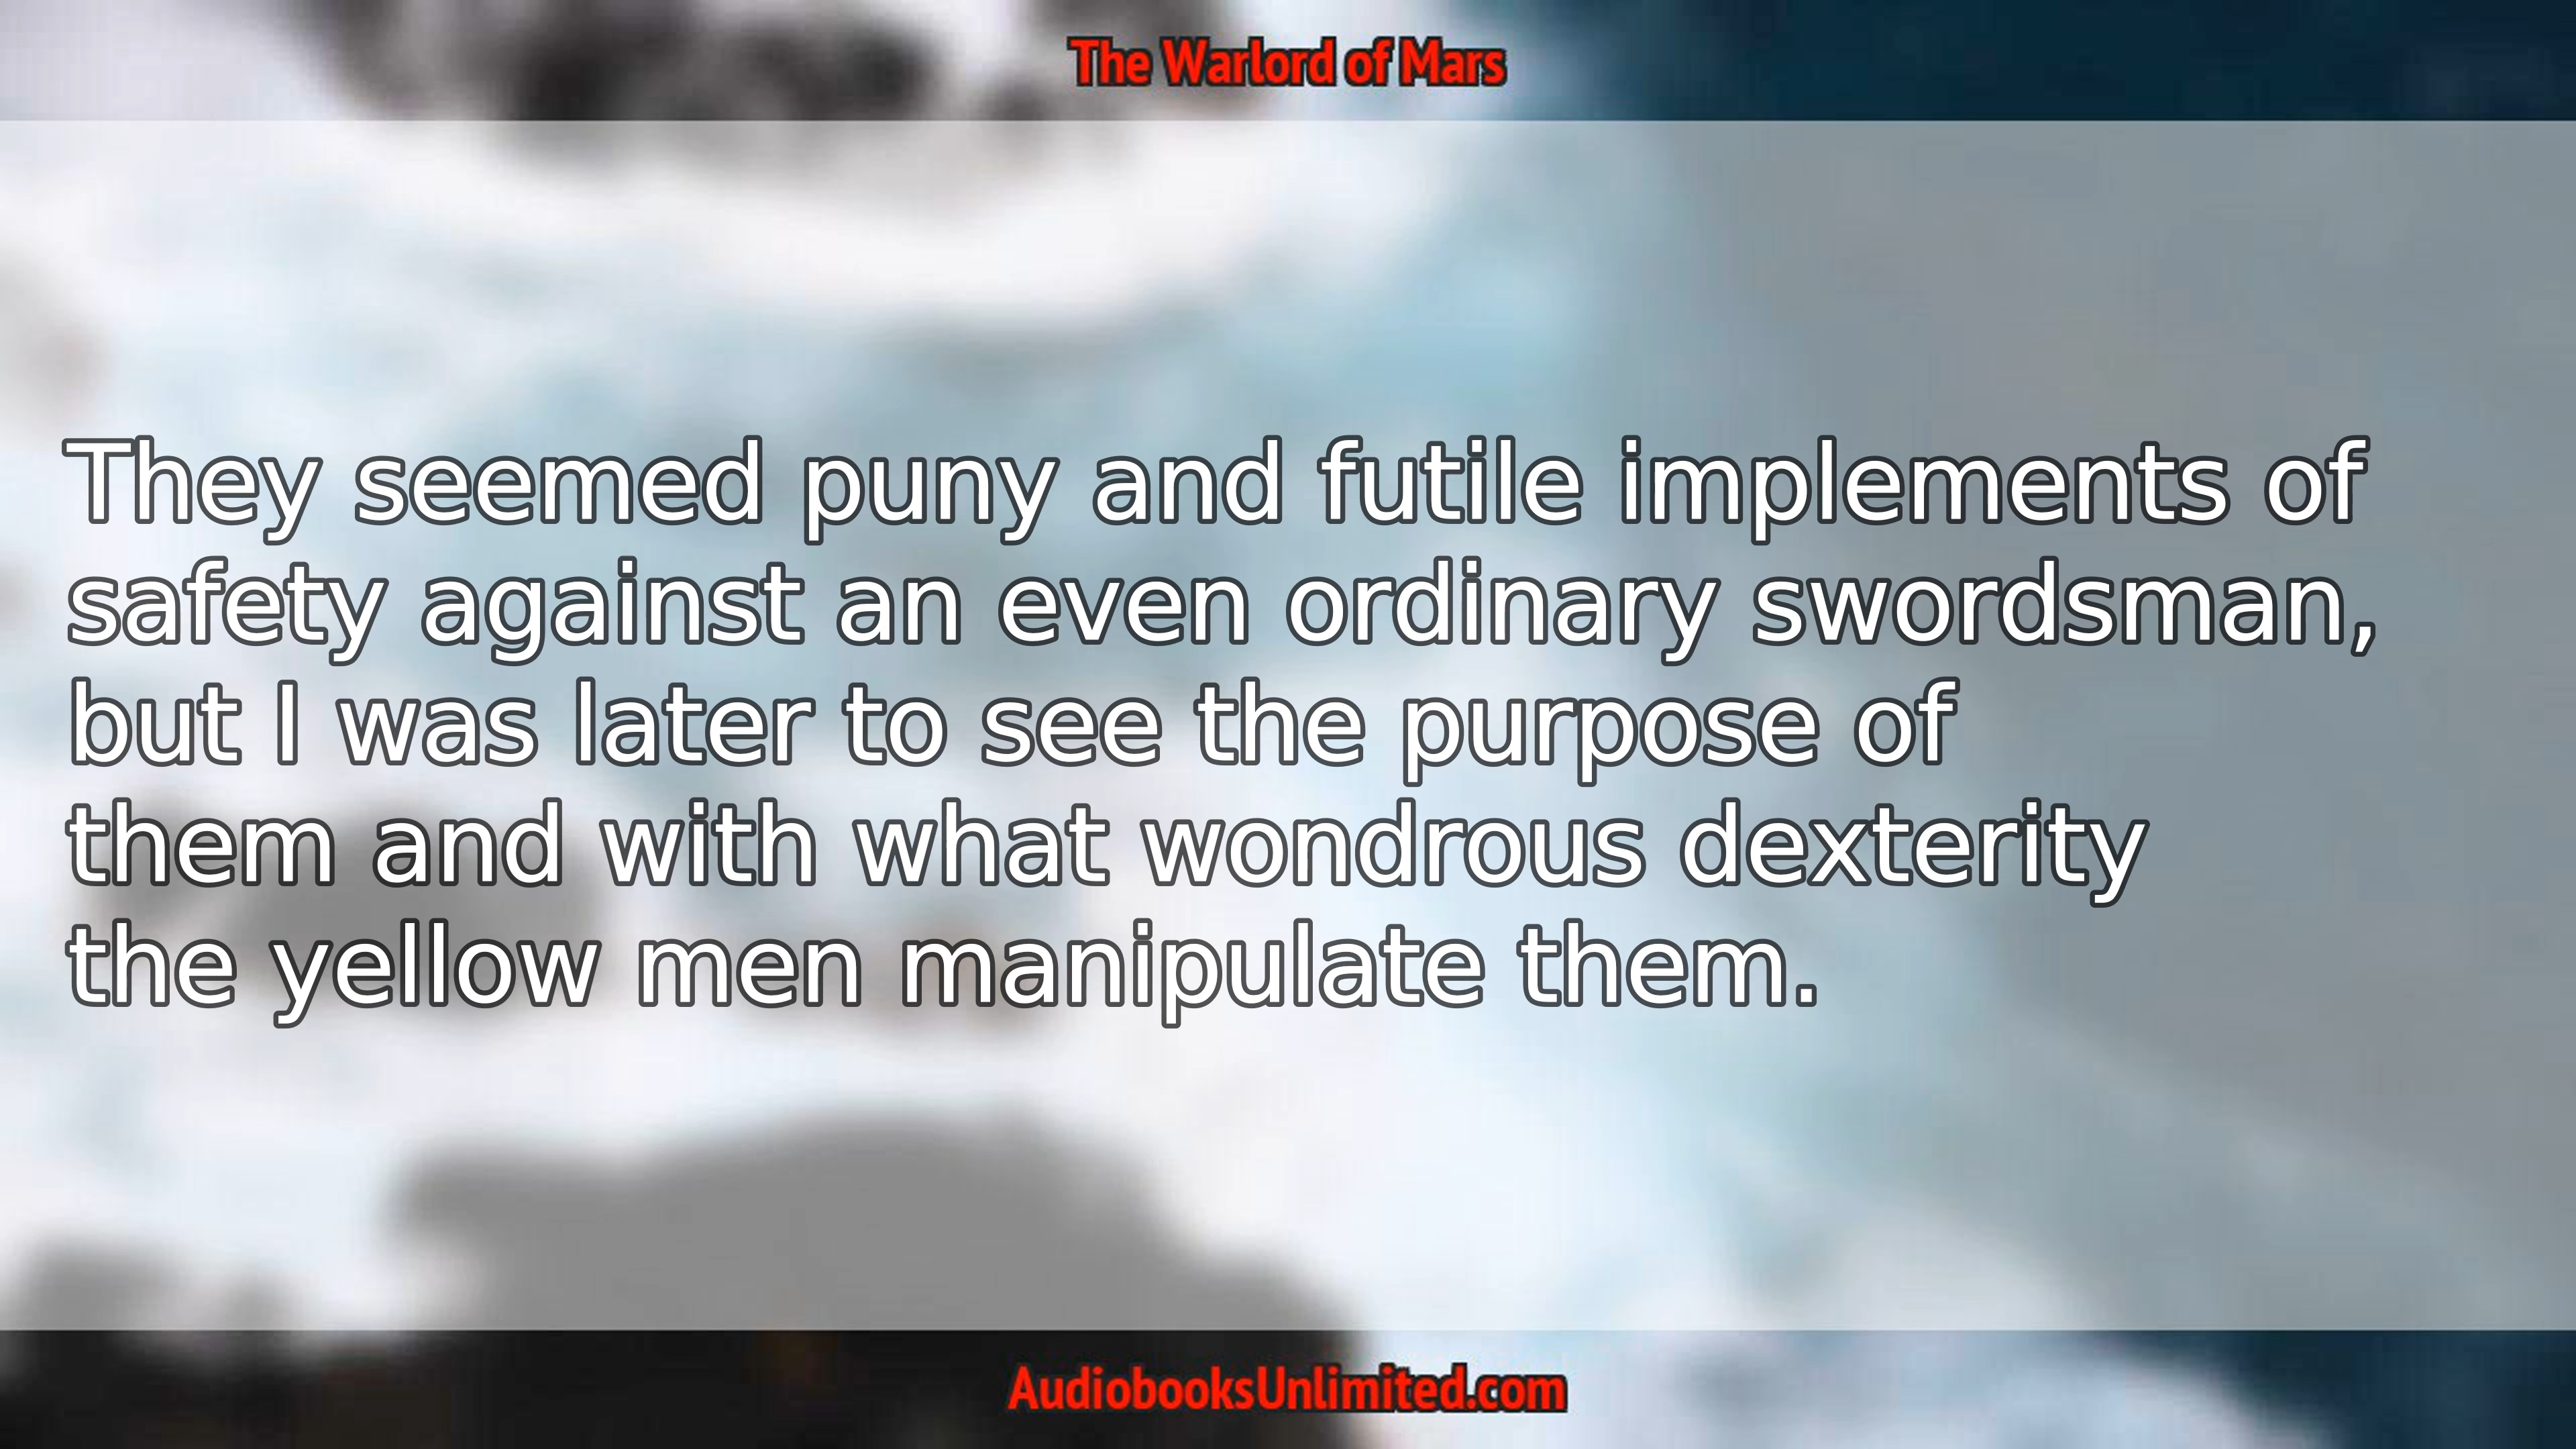 The Warlord of Mars
They seemed puny and futile implements of
safety against an even ordinary swordsman,
but I was later to see the purpose of
them and with what wondrous dexterity
the yellow men manipulate them.
AudiobooksUnlimited.com